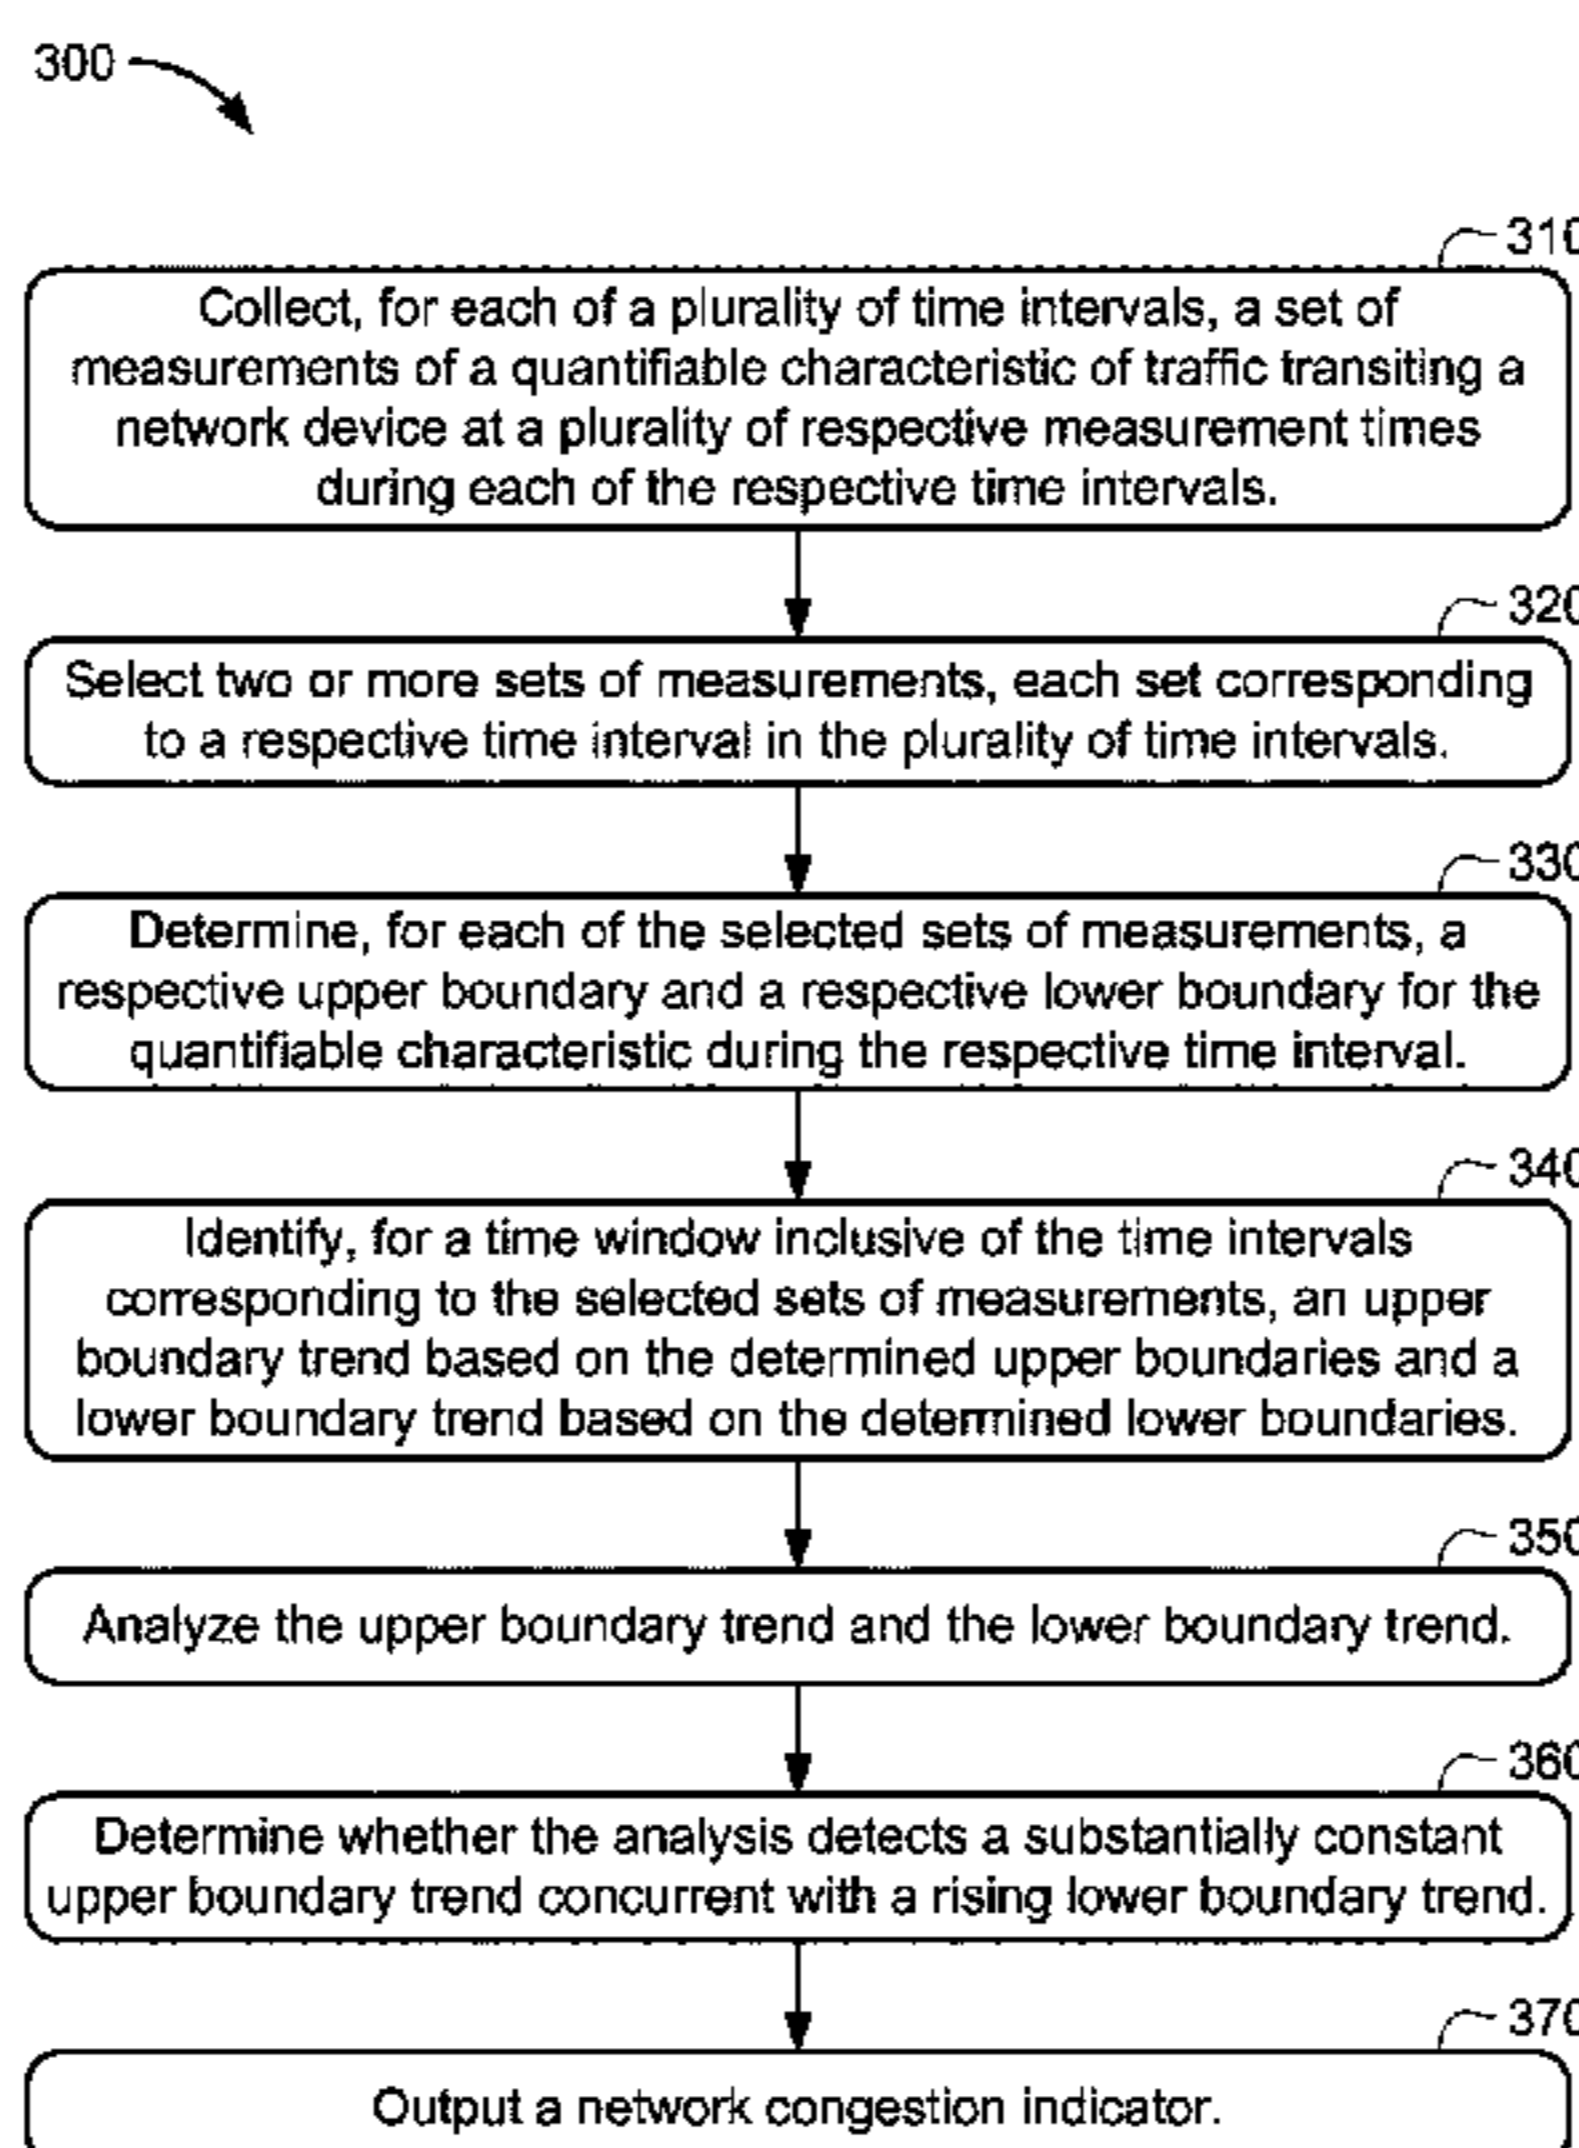 300
310
Collect, for each of a plurality of time intervals, a set of
measurements of a quantifiable characteristic of traffic transiting a
network device at a plurality of respective measurement times
during each of the respective time intervals.
320
Select two or more sets of measurements, each set corresponding
to a respective time interval in the plurality of time intervals.
330
Determine, for each of the selected sets of measurements, a
respective upper boundary and a respective lower boundary for the
quantifiable characteristic during the respective time interval.
340
Identify, for a time window inclusive of the time intervals
corresponding to the selected sets of measurements, an upper
boundary trend based on the determined upper boundaries and a
lower boundary trend based on the determined lower boundaries.
350
Analyze the upper boundary trend and the lower boundary trend.
360
Determine whether the analysis detects a substantially constant
upper boundary trend concurrent with a rising lower boundary trend.
370
Output a network congestion indicator.